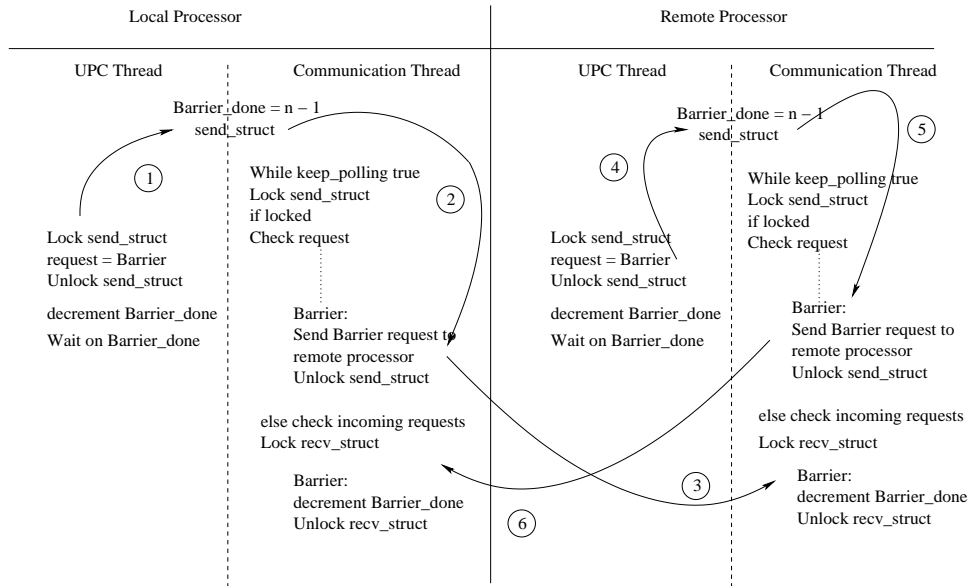 Local Processor
Remote Processor
UPC Thread
Communication Thread
UPC Thread
Communication Thread
Barrier_done = n − 1
send_struct
1
2
While keep_polling true
Lock send_struct
if locked
Check request
Lock send_struct
request = Barrier
Unlock send_struct
decrement Barrier_done
Wait on Barrier_done
Barrier:
Send Barrier request to
remote processor
Unlock send_struct
else check incoming requests
Lock recv_struct
Barrier:
decrement Barrier_done
Unlock recv_struct
Barrier_done = n − 1
send_struct
5
4
While keep_polling true
Lock send_struct
if locked
Check request
Lock send_struct
request = Barrier
Unlock send_struct
decrement Barrier_done
Wait on Barrier_done
Barrier:
Send Barrier request to
remote processor
Unlock send_struct
else check incoming requests
Lock recv_struct
3
Barrier:
decrement Barrier_done
Unlock recv_struct
6